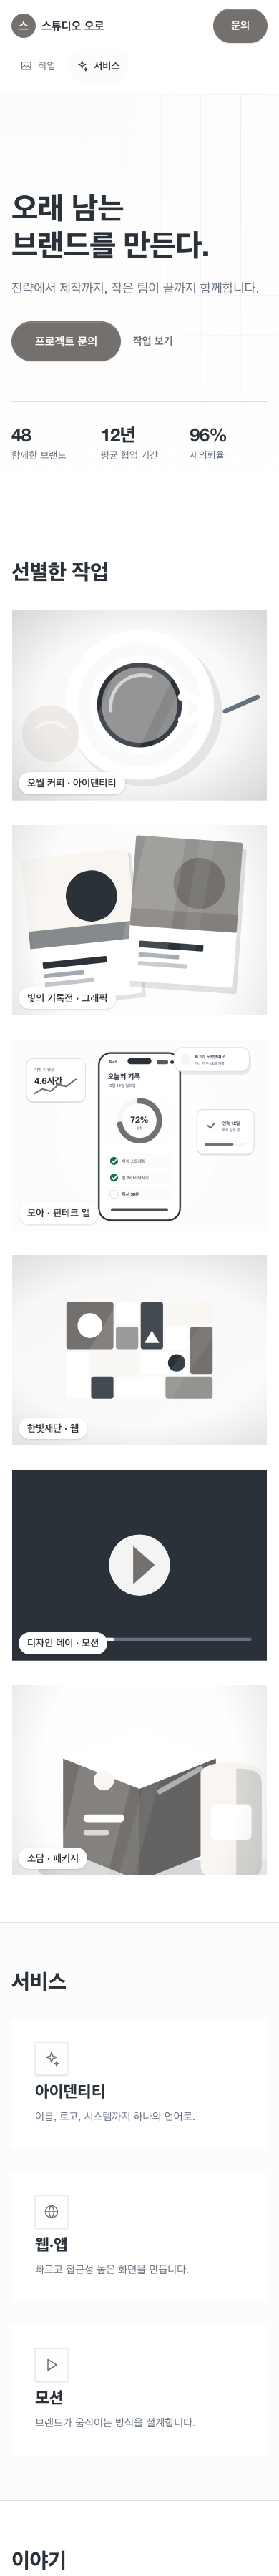 스 스튜디오 오로
문의
작업
서비스
오래 남는
브랜드를 만든다.
전략에서 제작까지, 작은 팀이 끝까지 함께합니다.
프로젝트 문의
작업 보기
48
함께한 브랜드
12년
평균 협업 기간
96%
재의뢰율
선별한 작업
오월 커피 · 아이덴티티
빛의 기록전 · 그래픽
4.6시간
오늘의 기록
72%
연속 12일
독서 30분
모아 · 핀테크 앱
한빛재단 · 웹
디자인 데이 · 모션
소담 · 패키지
서비스
아이덴티티
이름, 로고, 시스템까지 하나의 언어로.
웹·앱
빠르고 접근성 높은 화면을 만듭니다.
모션
브랜드가 움직이는 방식을 설계합니다.
이야기